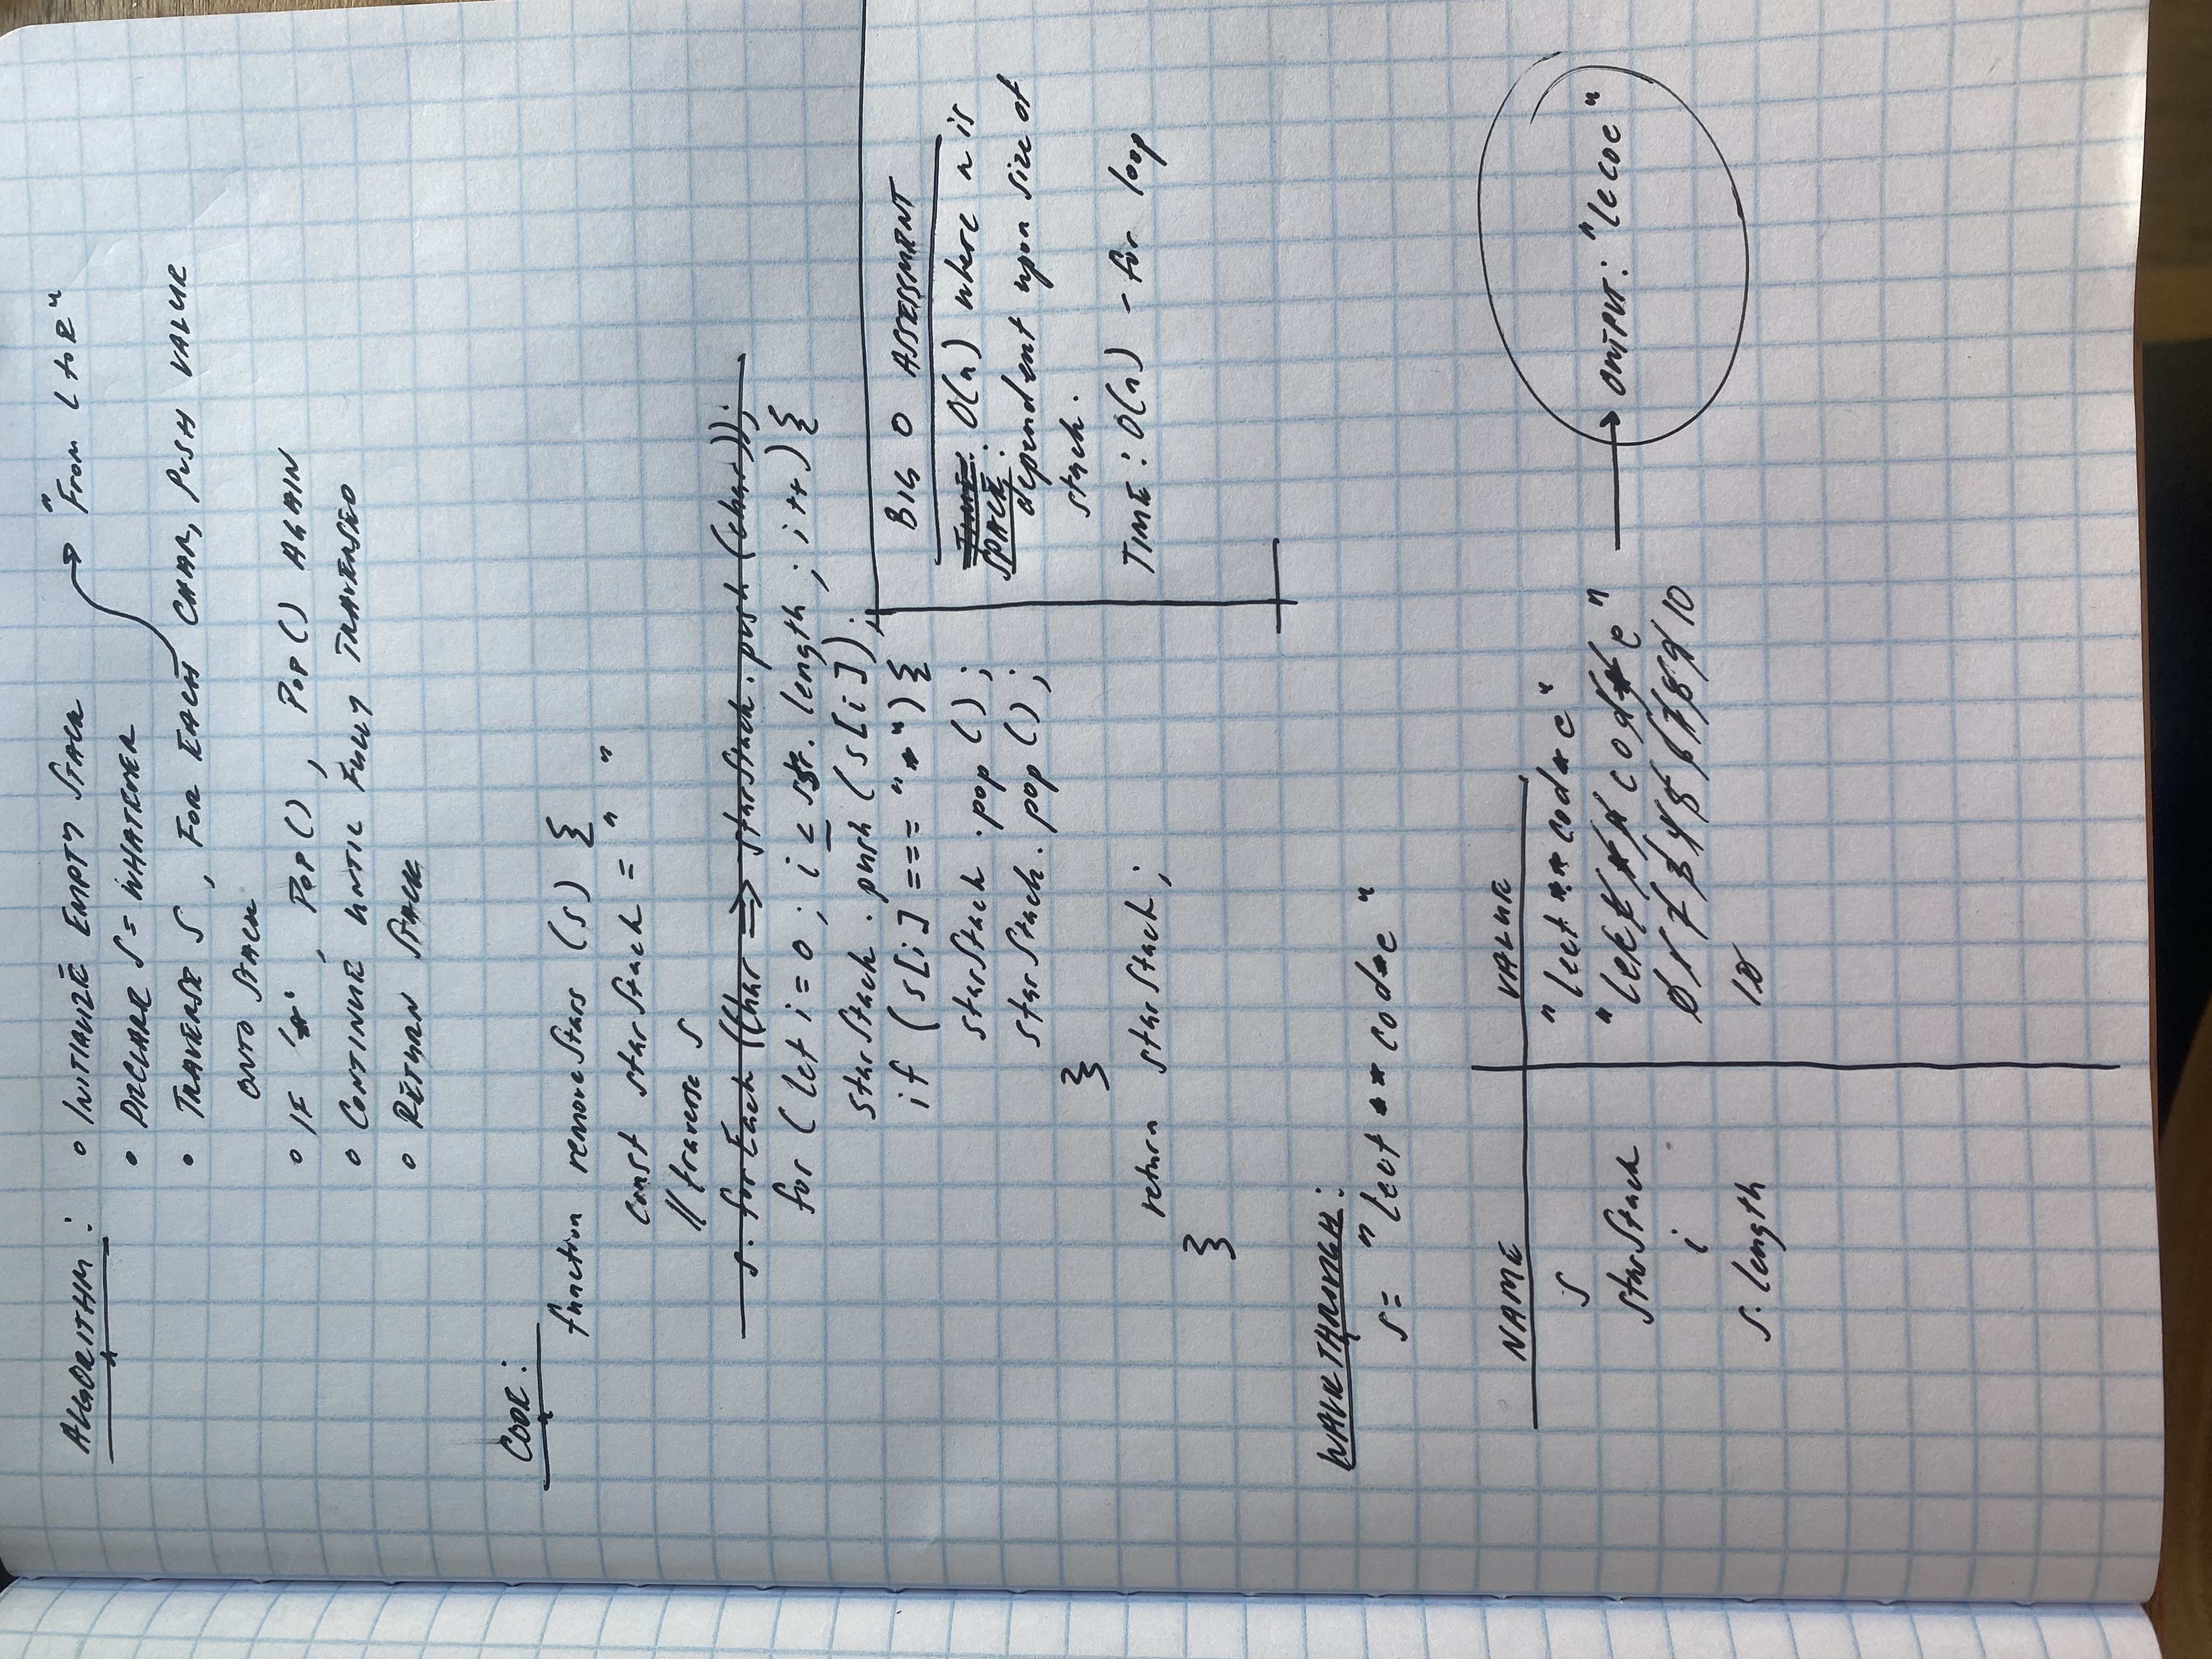 ALGORITHM: • INITIALIZE EMPTY STACK "From L to R"
• DECLARE S = WHATEVER
• TRAVERSE S, FOR EACH CHAR, PUSH VALUE
ONTO STACK
• IF '*', POP(), POP() AGAIN
• CONTINUE UNTIL FULLY TRAVERSED
• RETURN STACK
CODE:
function removeStars (s) {
const starStack = " "
// traverse s
s.forEach((char => starStack.push(char));
for (let i = 0; i ≤ str.length; i++) {
starStack.push(s[i]);
if (s[i] === "*") {
starStack.pop();
starStack.pop();
}
return starStack;
}
BIG O ASSESSMENT
TIME: O(n) where n is
SPACE:
dependent upon size of
stack.
TIME: O(n) - for loop
WALKTHROUGH:
s = "leet**cod*e"
NAME VALUE
s "leet**cod*e"
starStack "leet**cod*e" → OUTPUT: "lecoe"
i 0 1 2 3 4 5 6 7 8 9 10
s.length 10